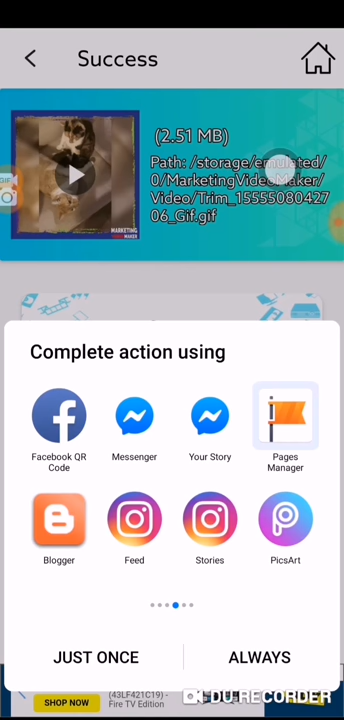 Success
(2.51 MB)
Path: /storage/emulated/
0/MarketingVideoMaker/
Video/Trim_15555080427
06_Gif.gif
GIF
MARKETING
MAKER
Complete action using
Facebook QR
Code
Messenger
Your Story
Pages
Manager
Blogger
Feed
Stories
PicsArt
JUST ONCE
ALWAYS
SHOP NOW
(43LF421C19) -
Fire TV Edition
DU RECORDER